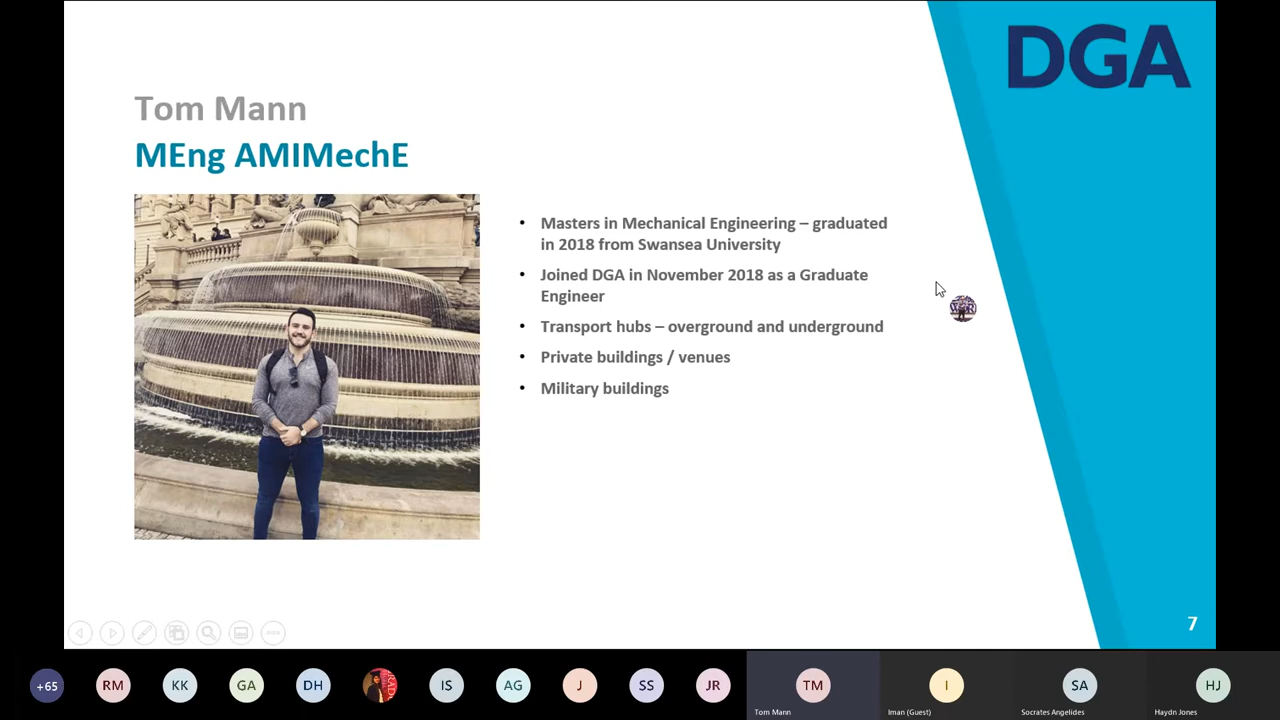 DGA
Tom Mann
MEng AMIMechE
• Masters in Mechanical Engineering – graduated
in 2018 from Swansea University
• Joined DGA in November 2018 as a Graduate
Engineer
• Transport hubs – overground and underground
• Private buildings / venues
• Military buildings
7
+65
RM
KK
GA
DH
IS
AG
J
SS
JR
TM
Tom Mann
I
Iman (Guest)
SA
Socrates Angelides
HJ
Haydn Jones